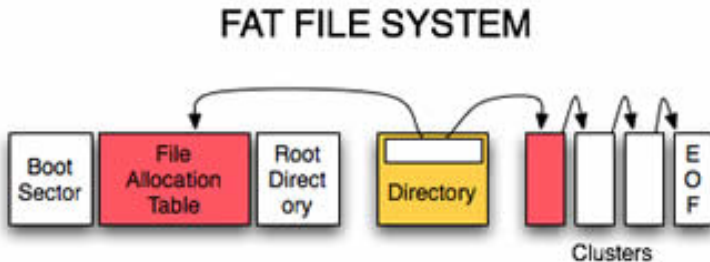 FAT FILE SYSTEM
Boot
Sector
File
Allocation
Table
Root
Direct
ory
Directory
E
O
F
Clusters